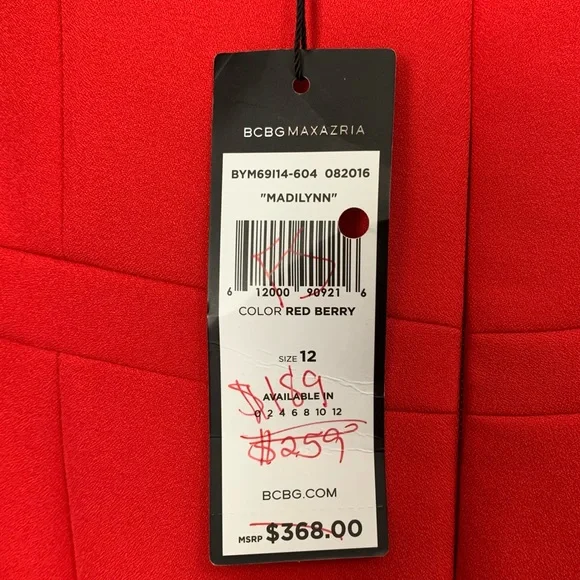 BCBGMAXAZRIA
BYM69I14-604 082016
"MADILYNN"
6 12000 90921 6
COLOR RED BERRY
SIZE 12
$189
AVAILABLE IN
0 2 4 6 8 10 12
$259
BCBG.COM
MSRP $368.00